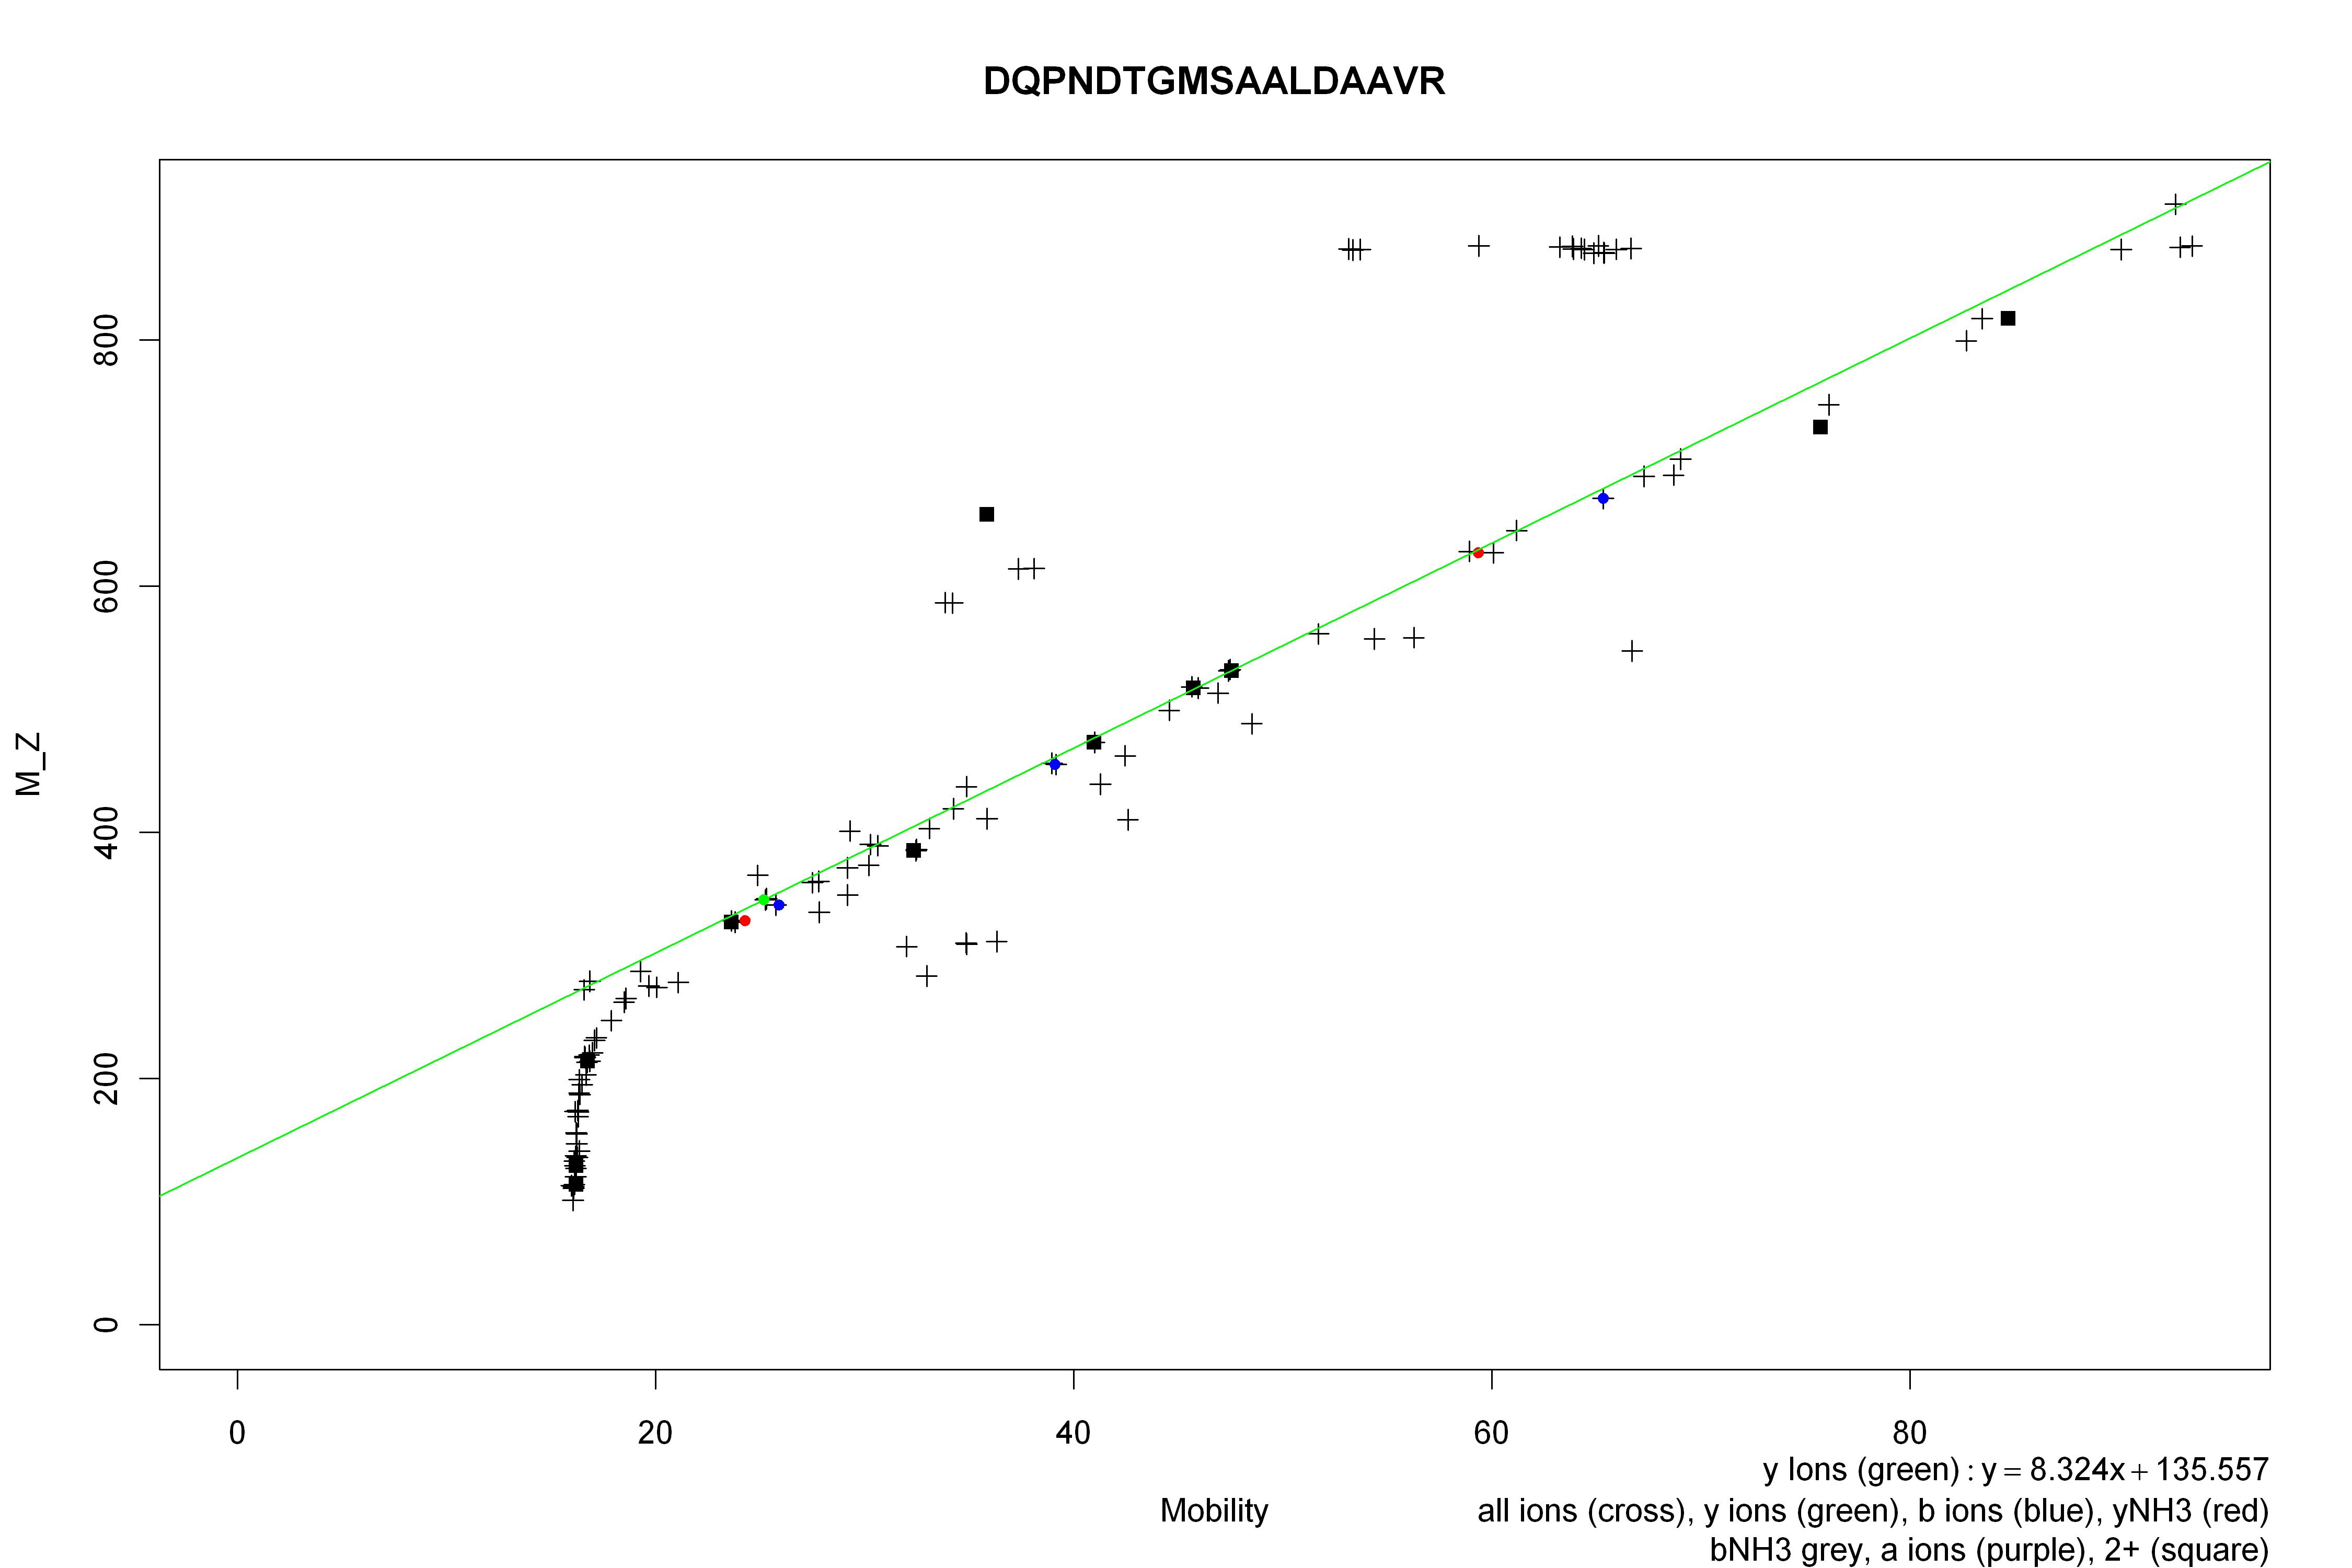 DQPNDTGMSAALDAAVR
M_Z
800
600
400
200
0
0 20 40 60 80
y Ions (green) : y = 8.324x + 135.557
Mobility
all ions (cross), y ions (green), b ions (blue), yNH3 (red)
bNH3 grey, a ions (purple), 2+ (square)